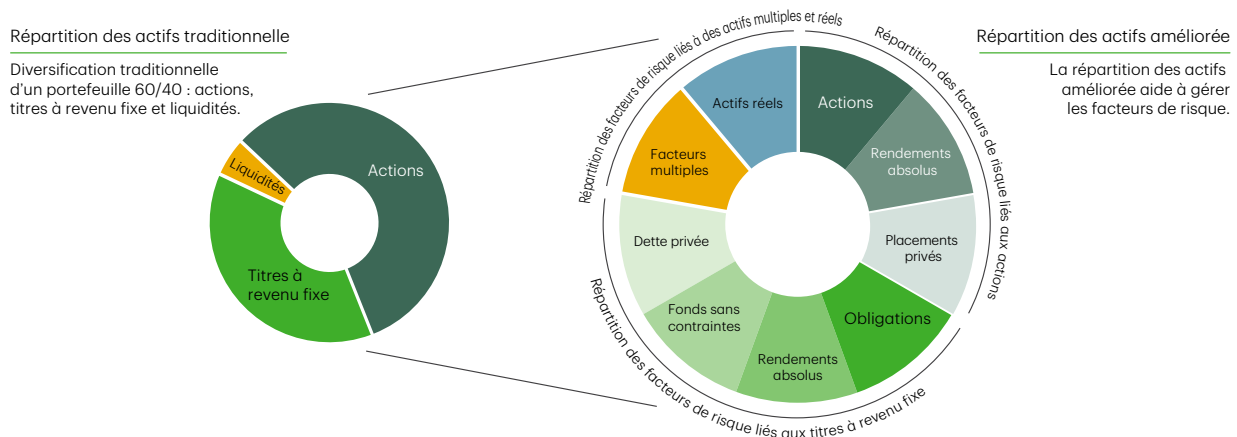 Répartition des actifs traditionnelle
Diversification traditionnelle
d'un portefeuille 60/40 : actions,
titres à revenu fixe et liquidités.
Liquidités
Actions
Titres à
revenu fixe
Répartition des facteurs de risque liés à des actifs multiples et réels
Répartition des facteurs de risque liés aux actions
Répartition des facteurs de risque liés aux titres à revenu fixe
Actifs réels
Actions
Facteurs
multiples
Rendements
absolus
Dette privée
Placements
privés
Fonds sans
contraintes
Obligations
Rendements
absolus
Répartition des actifs améliorée
La répartition des actifs
améliorée aide à gérer
les facteurs de risque.